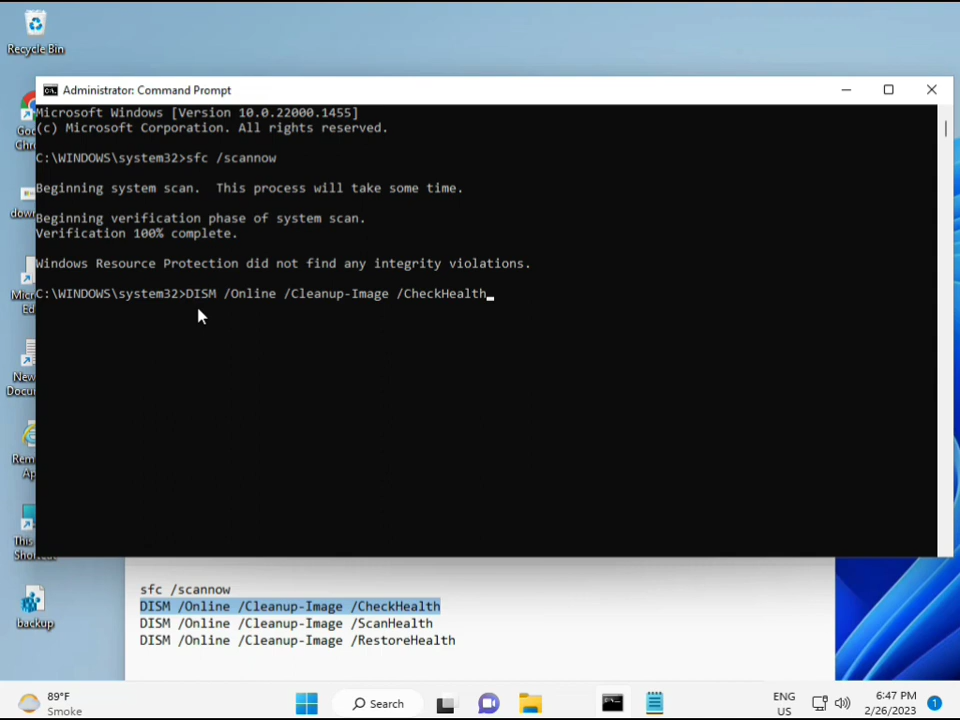 Recycle Bin
Administrator: Command Prompt
Microsoft Windows [Version 10.0.22000.1455]
(c) Microsoft Corporation. All rights reserved.
C:\WINDOWS\system32>sfc /scannow
Beginning system scan.  This process will take some time.
Beginning verification phase of system scan.
Verification 100% complete.
Windows Resource Protection did not find any integrity violations.
C:\WINDOWS\system32>DISM /Online /Cleanup-Image /CheckHealth
sfc /scannow
DISM /Online /Cleanup-Image /CheckHealth
DISM /Online /Cleanup-Image /ScanHealth
DISM /Online /Cleanup-Image /RestoreHealth
backup
89°F
Smoke
Search
ENG
US
6:47 PM
2/26/2023
1